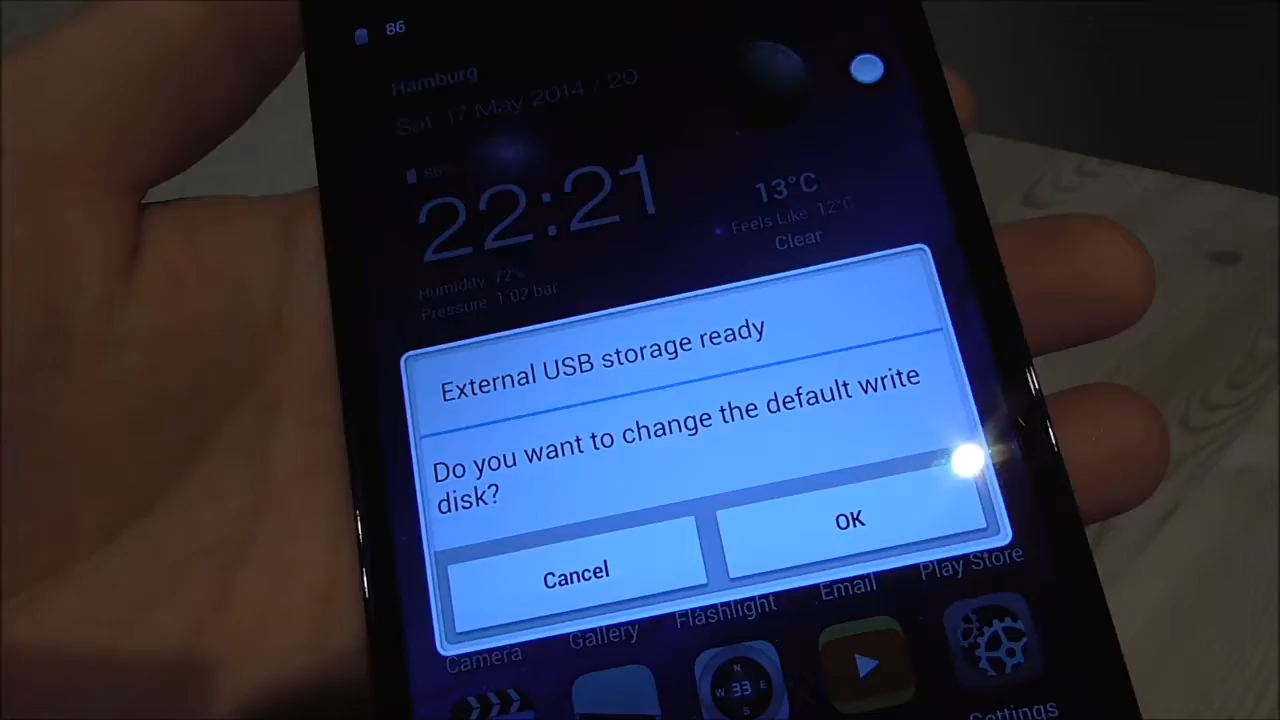 86
Hamburg
Sat, 17 May 2014 / 20
86%
22:21
13°C
Feels Like 12°C
Clear
Humidity 72%
Pressure 1'02 bar
External USB storage ready
Do you want to change the default write
disk?
Cancel
OK
Camera
Gallery
Flashlight
Email
Play Store
N
W 33 E
S
Settings